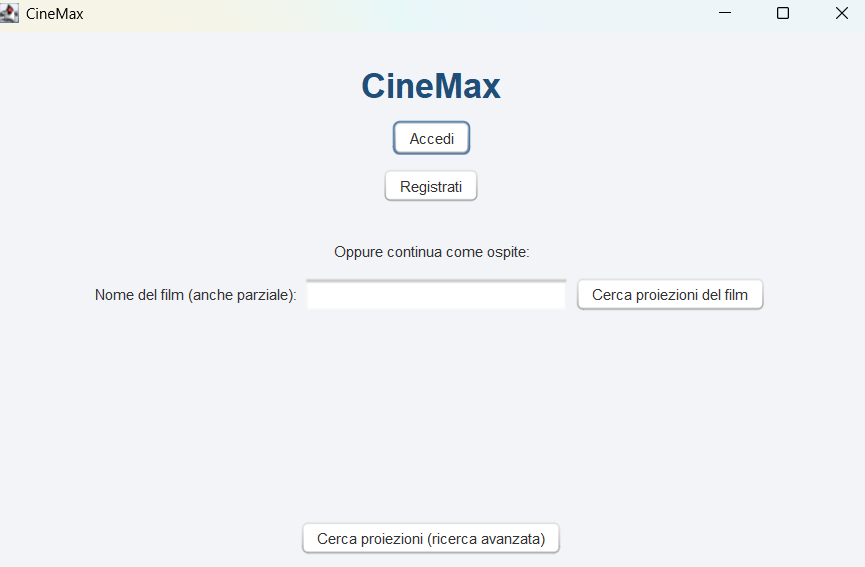 CineMax
CineMax
Accedi
Registrati
Oppure continua come ospite:
Nome del film (anche parziale): Cerca proiezioni del film
Cerca proiezioni (ricerca avanzata)